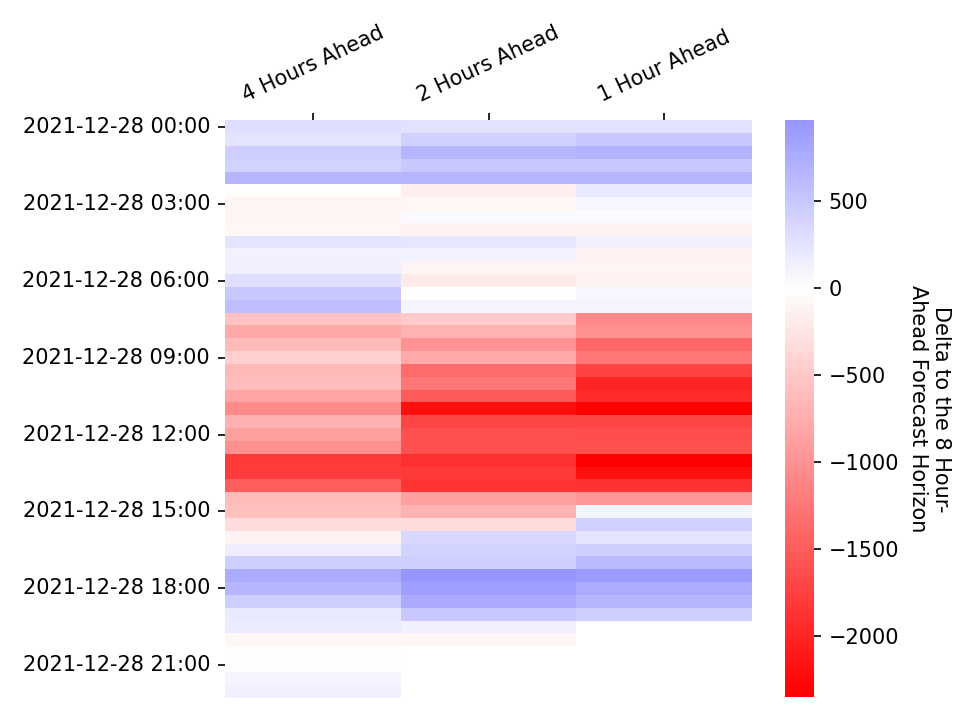 4 Hours Ahead
2 Hours Ahead
1 Hour Ahead
2021-12-28 00:00
2021-12-28 03:00
2021-12-28 06:00
2021-12-28 09:00
2021-12-28 12:00
2021-12-28 15:00
2021-12-28 18:00
2021-12-28 21:00
500
0
−500
−1000
−1500
−2000
Delta to the 8 Hour-
Ahead Forecast Horizon